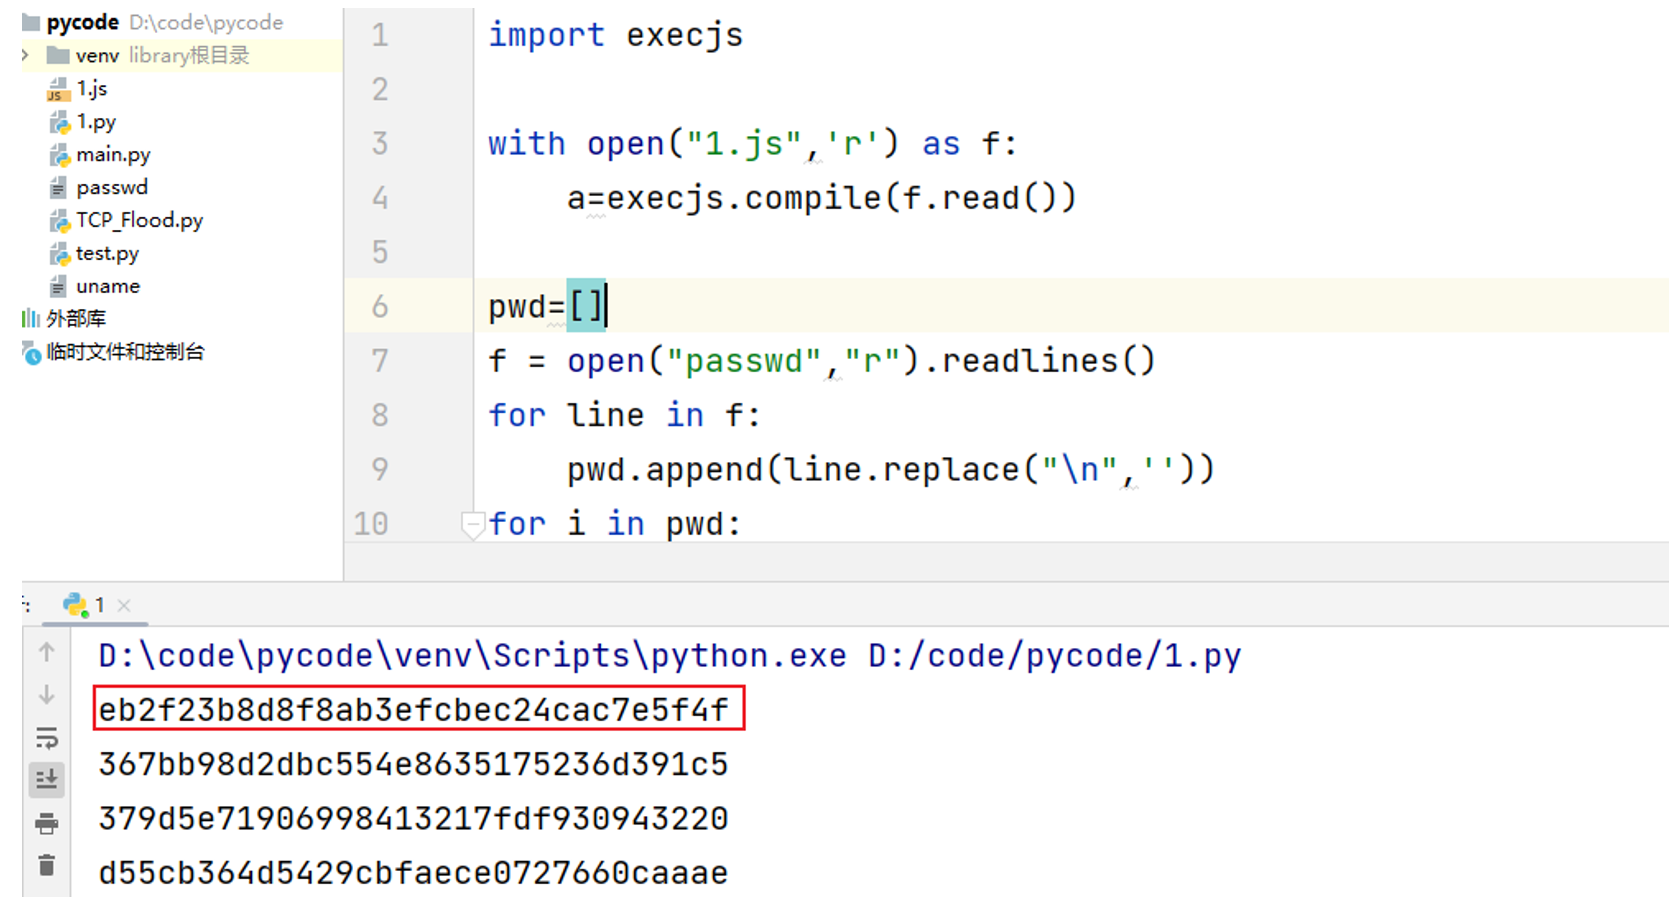 pycode D:\code\pycode
venv library根目录
1.js
1.py
main.py
passwd
TCP_Flood.py
test.py
uname
外部库
临时文件和控制台
1 import execjs
2
3 with open("1.js",'r') as f:
4     a=execjs.compile(f.read())
5
6 pwd=[]
7 f = open("passwd","r").readlines()
8 for line in f:
9     pwd.append(line.replace("\n",''))
10 for i in pwd:
1
D:\code\pycode\venv\Scripts\python.exe D:/code/pycode/1.py
eb2f23b8d8f8ab3efcbec24cac7e5f4f
367bb98d2dbc554e8635175236d391c5
379d5e71906998413217fdf930943220
d55cb364d5429cbfaece0727660caaae